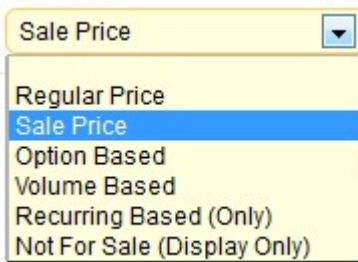 Sale Price
Regular Price
Sale Price
Option Based
Volume Based
Recurring Based (Only)
Not For Sale (Display Only)